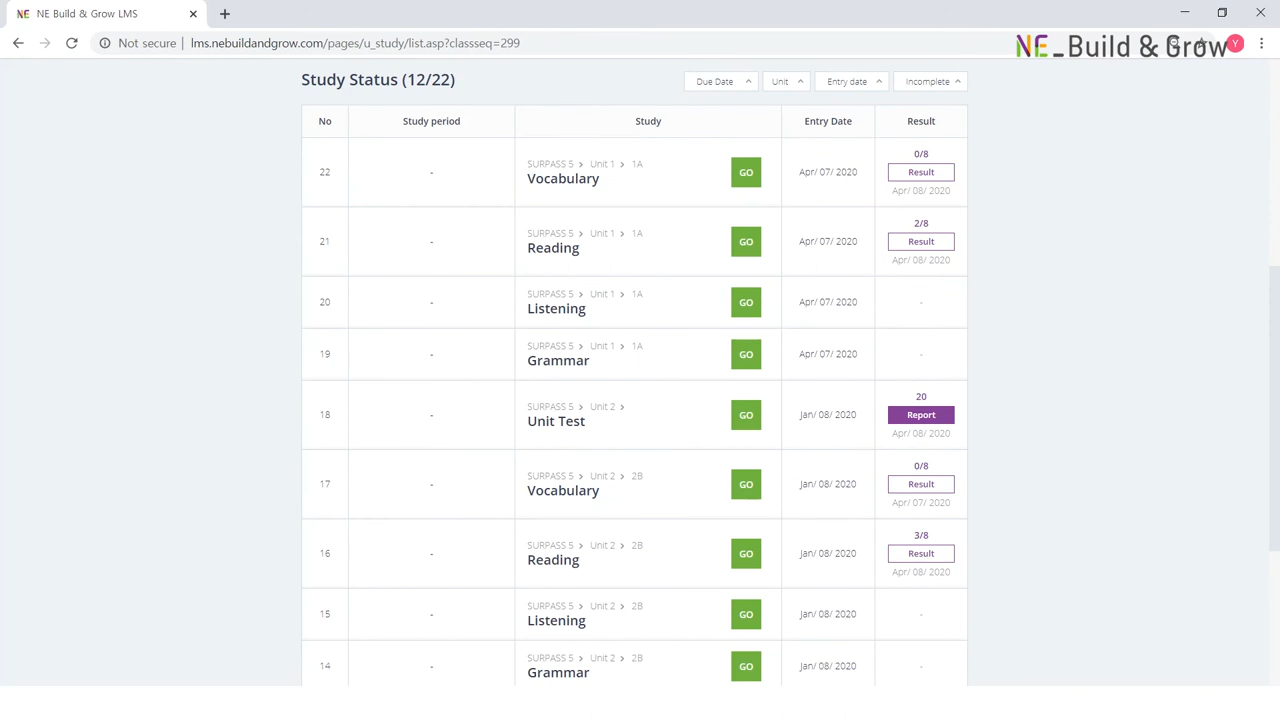 NE NE Build & Grow LMS
Not secure lms.nebuildandgrow.com/pages/u_study/list.asp?classseq=299
NE_Build & Grow Y
Study Status (12/22) Due Date Unit Entry date Incomplete
No Study period Study Entry Date Result
22 - SURPASS 5 > Unit 1 > 1A Vocabulary GO Apr/ 07/ 2020 0/8 Result Apr/ 08/ 2020
21 - SURPASS 5 > Unit 1 > 1A Reading GO Apr/ 07/ 2020 2/8 Result Apr/ 08/ 2020
20 - SURPASS 5 > Unit 1 > 1A Listening GO Apr/ 07/ 2020 -
19 - SURPASS 5 > Unit 1 > 1A Grammar GO Apr/ 07/ 2020 -
18 - SURPASS 5 > Unit 2 > Unit Test GO Jan/ 08/ 2020 20 Report Apr/ 08/ 2020
17 - SURPASS 5 > Unit 2 > 2B Vocabulary GO Jan/ 08/ 2020 0/8 Result Apr/ 07/ 2020
16 - SURPASS 5 > Unit 2 > 2B Reading GO Jan/ 08/ 2020 3/8 Result Apr/ 08/ 2020
15 - SURPASS 5 > Unit 2 > 2B Listening GO Jan/ 08/ 2020 -
14 - SURPASS 5 > Unit 2 > 2B Grammar GO Jan/ 08/ 2020 -